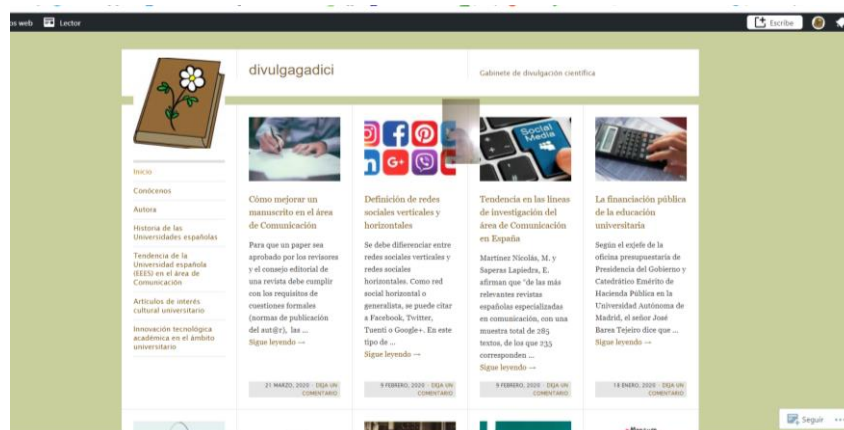 os web Lector
Escribe
divulgagadici
Gabinete de divulgación científica
Inicio
Conócenos
Autora
Historia de las
Universidades españolas
Tendencia de la
Universidad española
(EEES) en el área de
Comunicación
Artículos de interés
cultural universitario
Innovación tecnológica
académica en el ámbito
universitario
Cómo mejorar un
manuscrito en el área
de Comunicación
Para que un paper sea
aprobado por los revisores
y el consejo editorial de
una revista debe cumplir
con los requisitos de
cuestiones formales
(normas de publicación
del aut@r), las ...
Sigue leyendo →
21 MARZO, 2020 - DEJA UN
COMENTARIO
Definición de redes
sociales verticales y
horizontales
Se debe diferenciar entre
redes sociales verticales y
redes sociales
horizontales. Como red
social horizontal o
generalista, se puede citar
a Facebook, Twitter,
Tuenti o Google+. En este
tipo de ...
Sigue leyendo →
9 FEBRERO, 2020 - DEJA UN
COMENTARIO
Social
Media
Tendencia en las líneas
de investigación del
área de Comunicación
en España
Martínez Nicolás, M. y
Saperas Lapiedra, E.
afirman que "de las más
relevantes revistas
españolas especializadas
en comunicación, con una
muestra total de 285
textos, de los que 235
corresponden ...
Sigue leyendo →
9 FEBRERO, 2020 - DEJA UN
COMENTARIO
La financiación pública
de la educación
universitaria
Según el exjefe de la
oficina presupuestaria de
Presidencia del Gobierno y
Catedrático Emérito de
Hacienda Pública en la
Universidad Autónoma de
Madrid, el señor José
Barea Tejeiro dice que ...
Sigue leyendo →
14 ENERO, 2020 - DEJA UN
COMENTARIO
Seguir ...